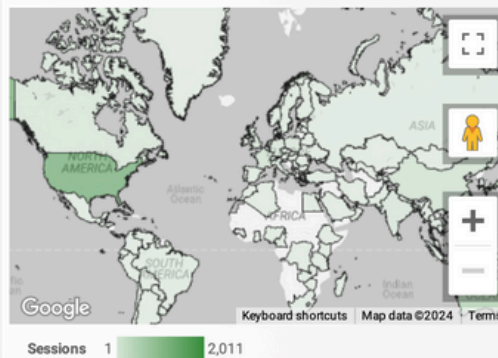 ASIA
NORTH
AMERICA
Atlantic
Ocean
AFRICA
SOUTH
AMERICA
Indian
Ocean
Google
Keyboard shortcuts Map data ©2024 Terms
Sessions 1 2,011